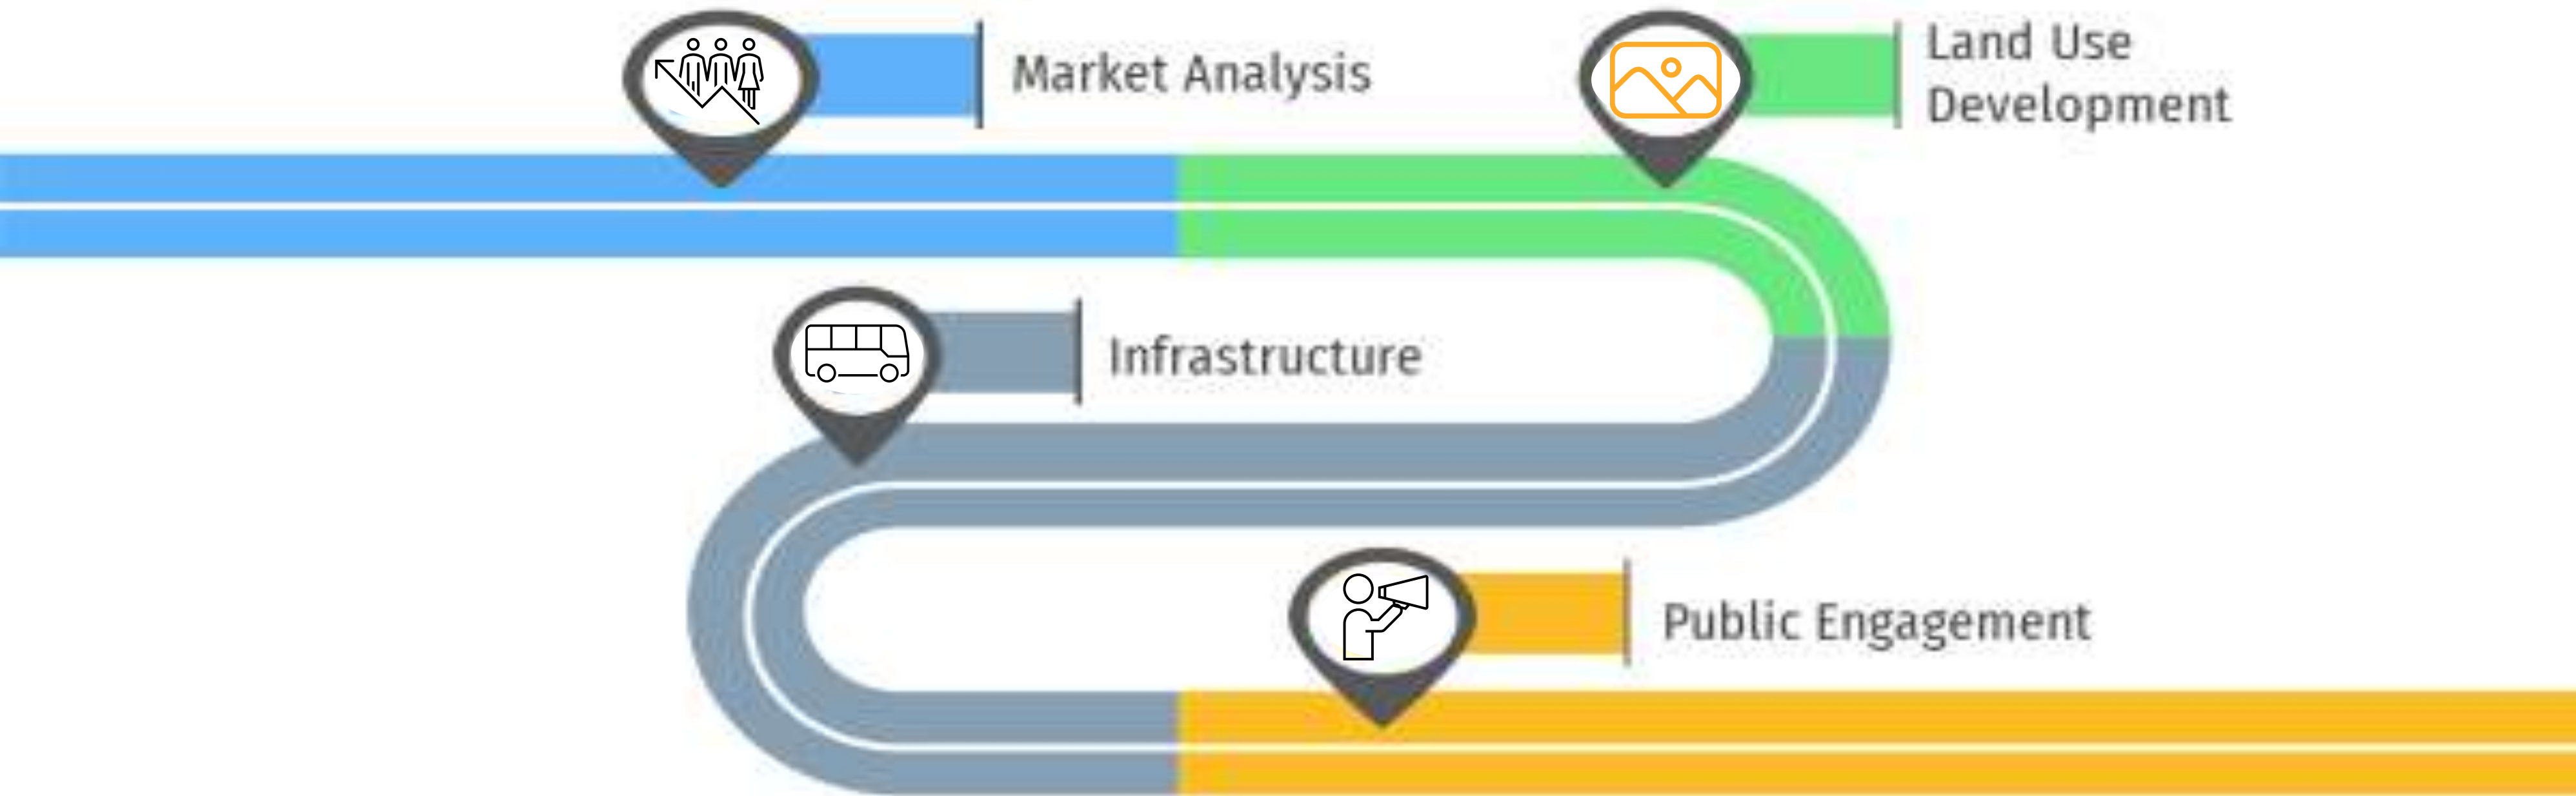 Market Analysis
Land Use
Development
Infrastructure
Public Engagement